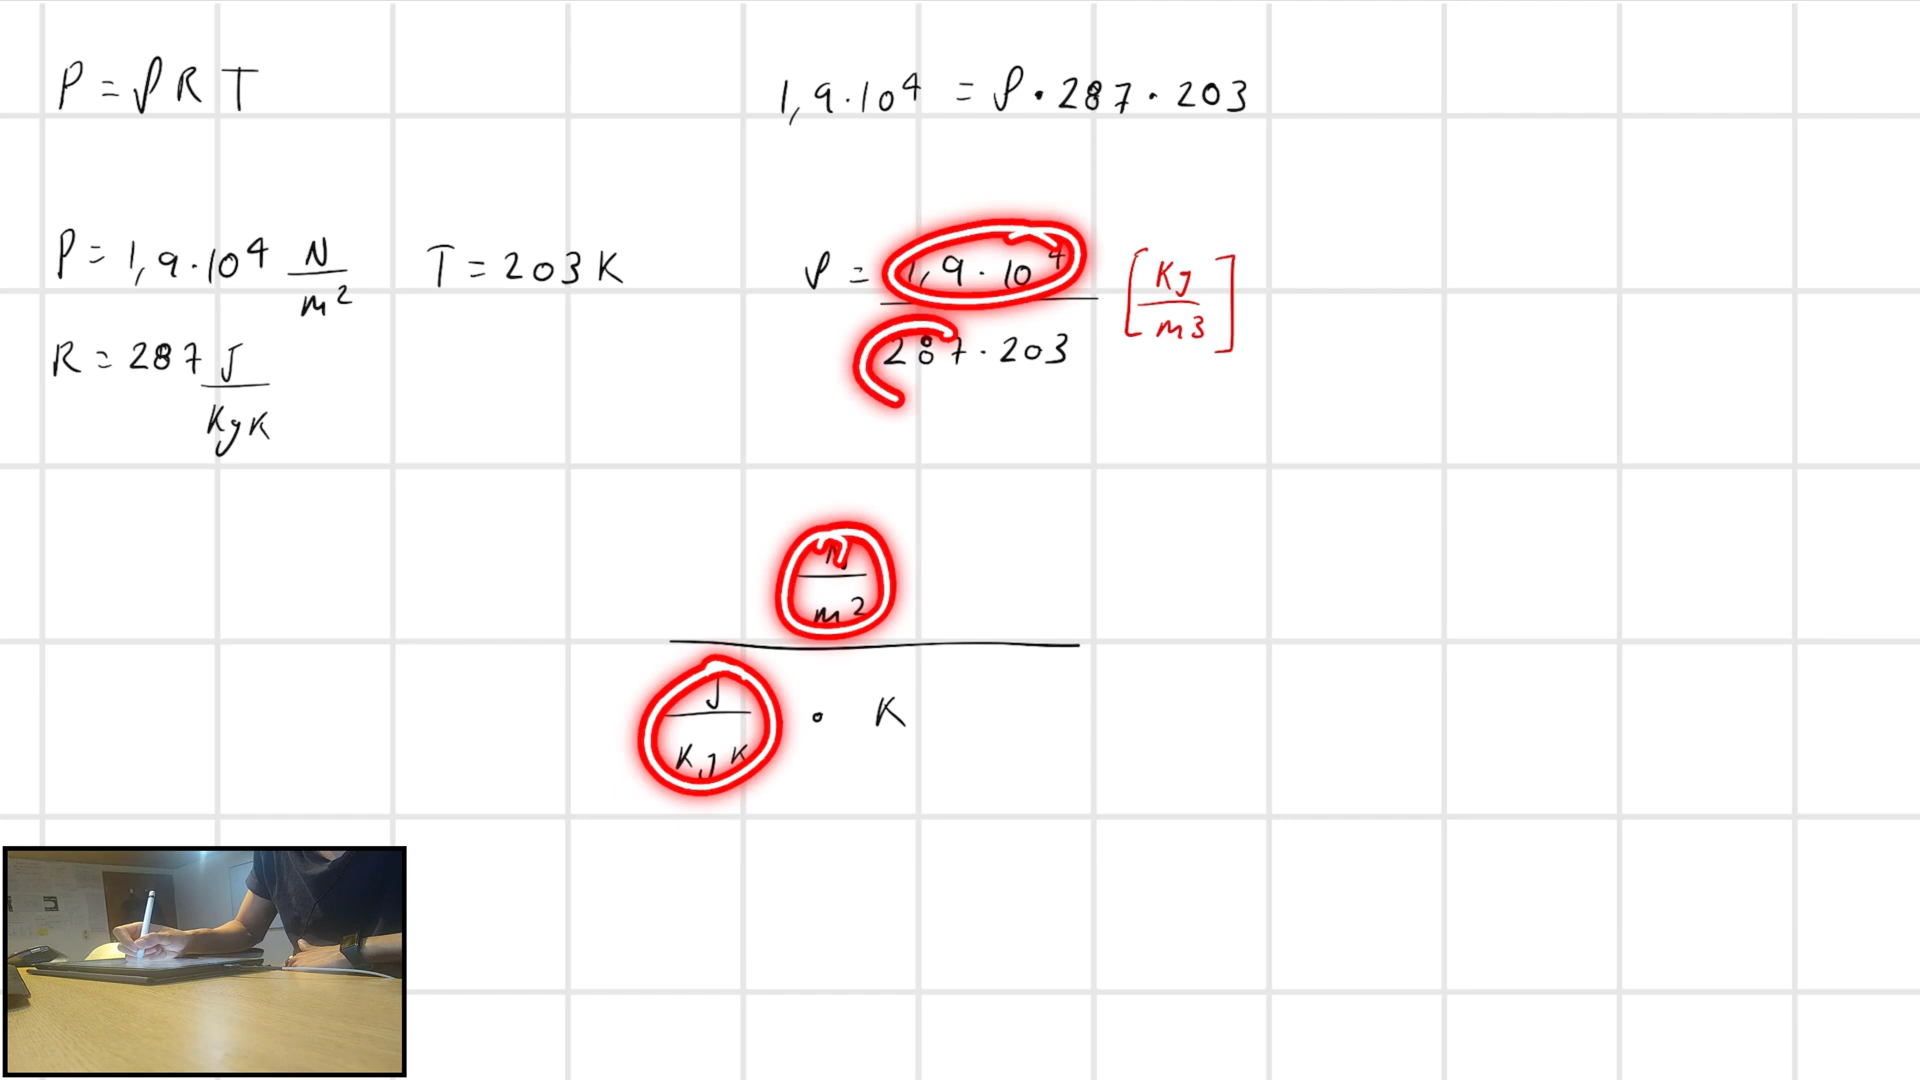 P = ρ R T
1,9·10⁴ = ρ · 287 · 203
P = 1,9·10⁴ N/m²
T = 203 K
R = 287 J/KgK
ρ = 1,9·10⁴
287 · 203
[Kg/m3]
N
m²
J
KgK
· K